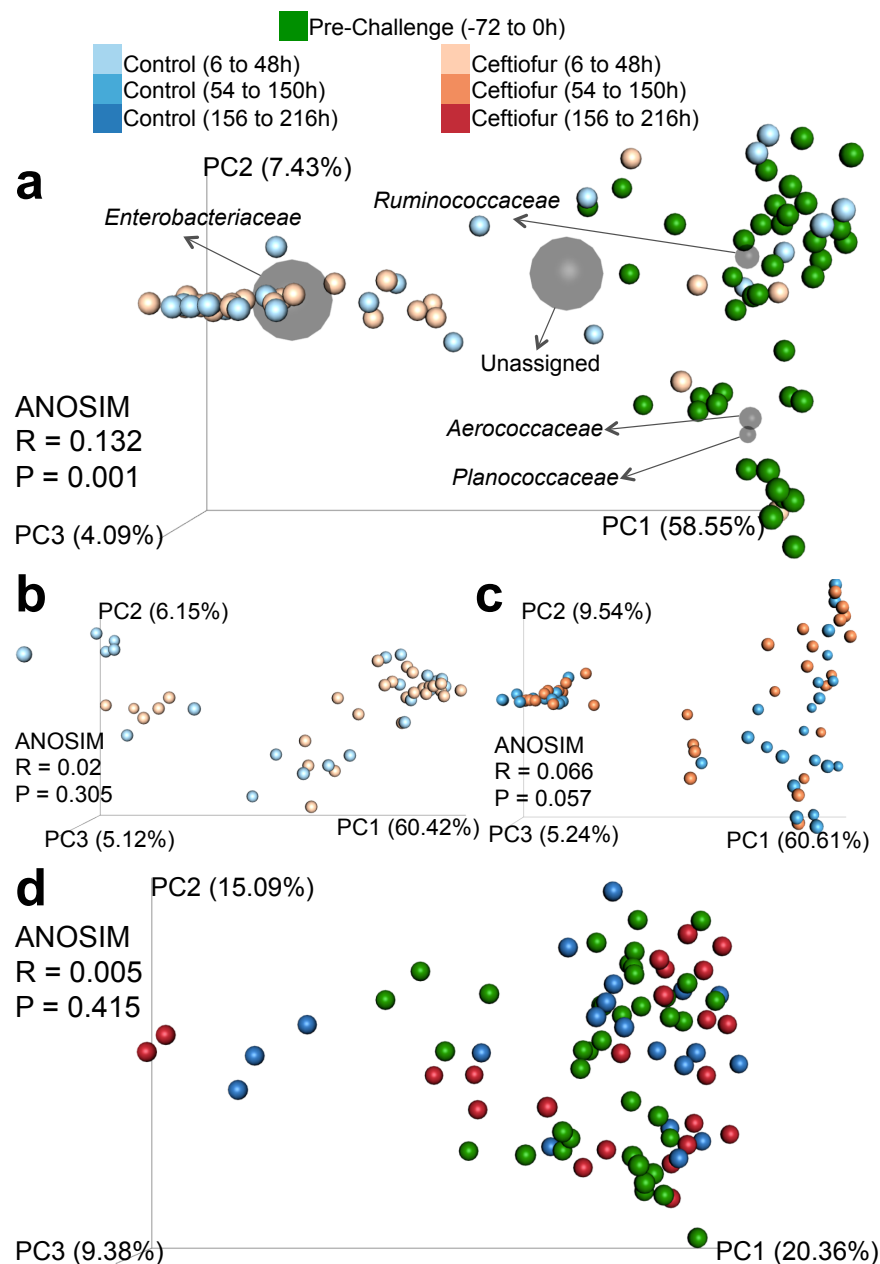 Pre-Challenge (-72 to 0h)
Control (6 to 48h)
Ceftiofur (6 to 48h)
Control (54 to 150h)
Ceftiofur (54 to 150h)
Control (156 to 216h)
Ceftiofur (156 to 216h)
a
PC2 (7.43%)
Enterobacteriaceae
Ruminococcaceae
Unassigned
ANOSIM
R = 0.132
P = 0.001
Aerococcaceae
Planococcaceae
PC3 (4.09%)
PC1 (58.55%)
b
PC2 (6.15%)
ANOSIM
R = 0.02
P = 0.305
PC3 (5.12%)
PC1 (60.42%)
c
PC2 (9.54%)
ANOSIM
R = 0.066
P = 0.057
PC3 (5.24%)
PC1 (60.61%)
d
PC2 (15.09%)
ANOSIM
R = 0.005
P = 0.415
PC3 (9.38%)
PC1 (20.36%)